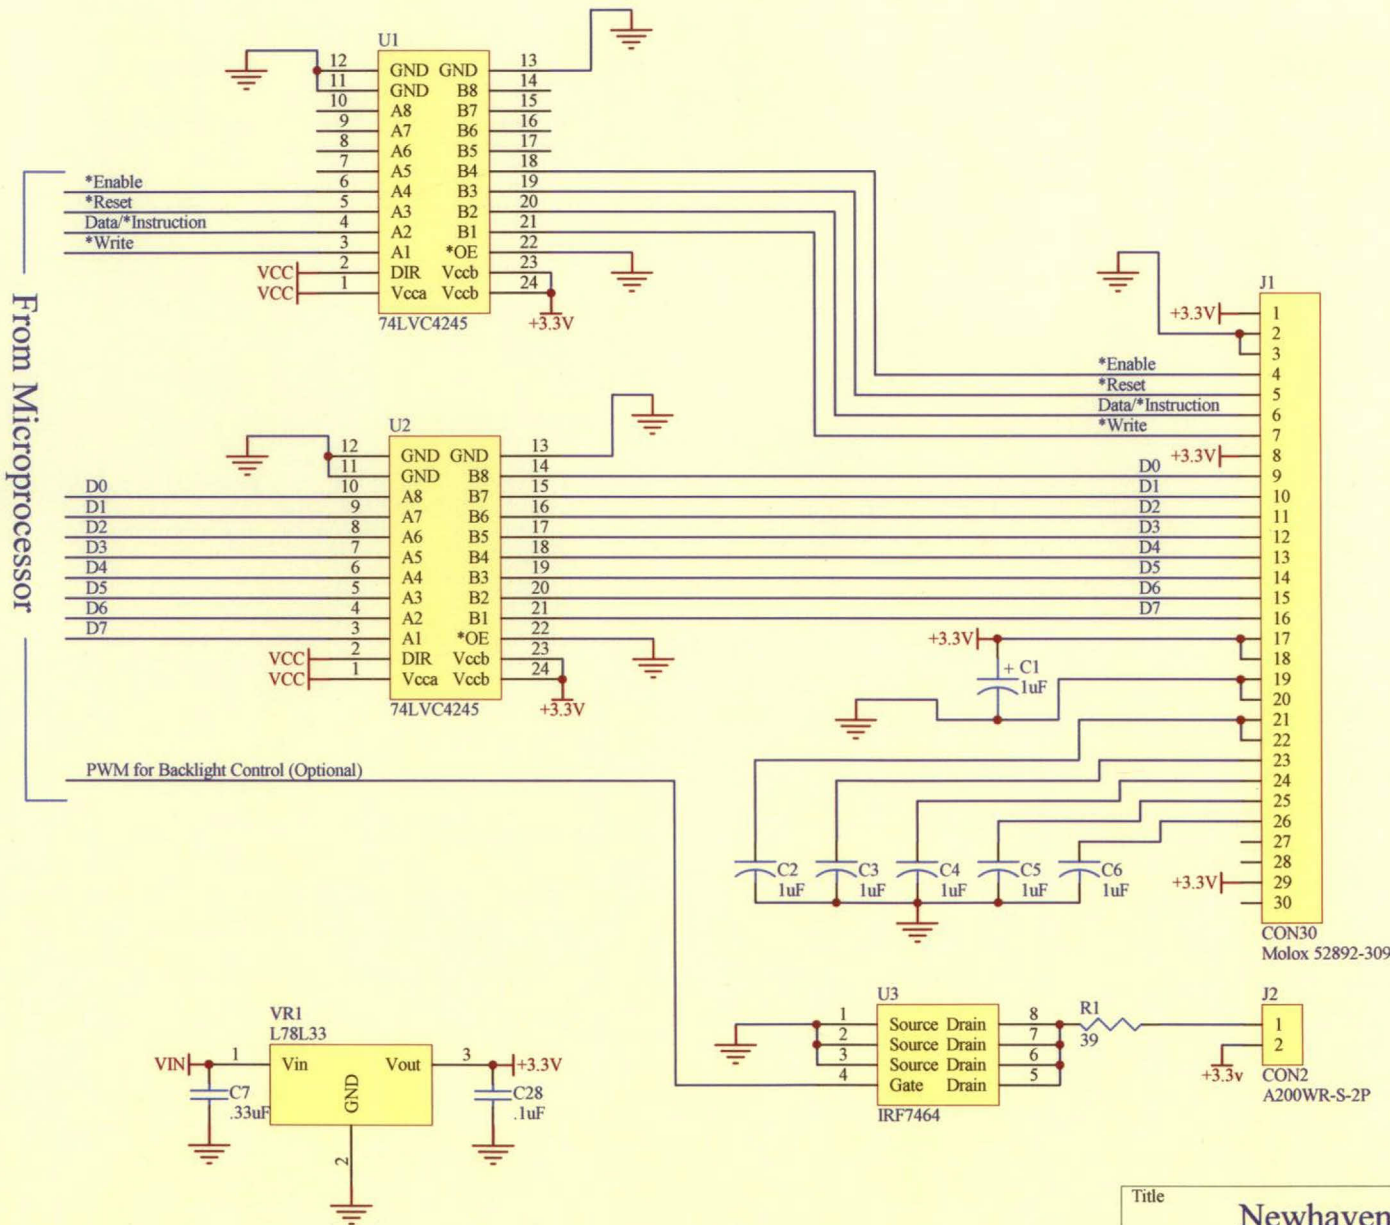 From Microprocessor
U1
12 GND GND 13
11 GND B8 14
10 A8 B7 15
9 A7 B6 16
8 A6 B5 17
7 A5 B4 18
*Enable 6 A4 B3 19
*Reset 5 A3 B2 20
Data/*Instruction 4 A2 B1 21
*Write 3 A1 *OE 22
VCC 2 DIR Vccb 23
VCC 1 Vcca Vccb 24
74LVC4245 +3.3V
U2
12 GND GND 13
11 GND B8 14
D0 10 A8 B7 15
D1 9 A7 B6 16
D2 8 A6 B5 17
D3 7 A5 B4 18
D4 6 A4 B3 19
D5 5 A3 B2 20
D6 4 A2 B1 21
D7 3 A1 *OE 22
VCC 2 DIR Vccb 23
VCC 1 Vcca Vccb 24
74LVC4245 +3.3V
PWM for Backlight Control (Optional)
J1
+3.3V 1
2
3
*Enable 4
*Reset 5
Data/*Instruction 6
*Write 7
+3.3V 8
D0 9
D1 10
D2 11
D3 12
D4 13
D5 14
D6 15
D7 16
+3.3V 17
18
+ C1 19
1uF 20
21
22
23
24
25
26
27
C2 C3 C4 C5 C6 28
1uF 1uF 1uF 1uF 1uF
+3.3V 29
30
CON30
Molox 52892-309
VR1
L78L33
VIN 1 Vin Vout 3 +3.3V
GND
C7 C28
.33uF .1uF
2
U3
1 Source Drain 8
2 Source Drain 7
3 Source Drain 6
4 Gate Drain 5
IRF7464
R1
39
J2
1
2
+3.3v
CON2
A200WR-S-2P
Title
Newhaven